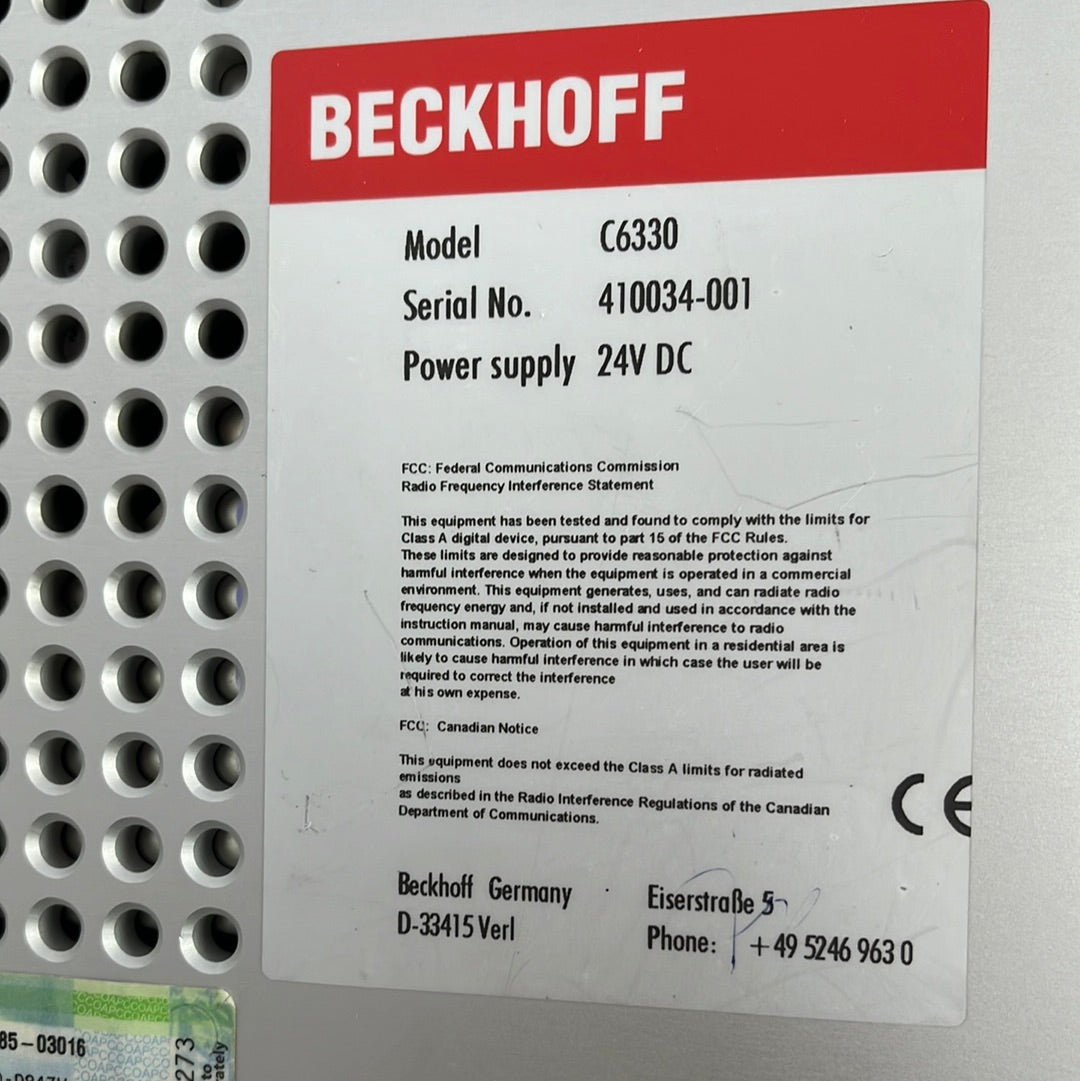 BECKHOFF
Model C6330
Serial No. 410034-001
Power supply 24V DC
FCC: Federal Communications Commission
Radio Frequency Interference Statement
This equipment has been tested and found to comply with the limits for
Class A digital device, pursuant to part 15 of the FCC Rules.
These limits are designed to provide reasonable protection against
harmful interference when the equipment is operated in a commercial
environment. This equipment generates, uses, and can radiate radio
frequency energy and, if not installed and used in accordance with the
instruction manual, may cause harmful interference to radio
communications. Operation of this equipment in a residential area is
likely to cause harmful interference in which case the user will be
required to correct the interference
at his own expense.
FCC: Canadian Notice
This equipment does not exceed the Class A limits for radiated
emissions
as described in the Radio Interference Regulations of the Canadian
Department of Communications.
CE
Beckhoff Germany Eiserstraße 5
D-33415 Verl Phone: +49 5246 963 0
85-03016
273
to